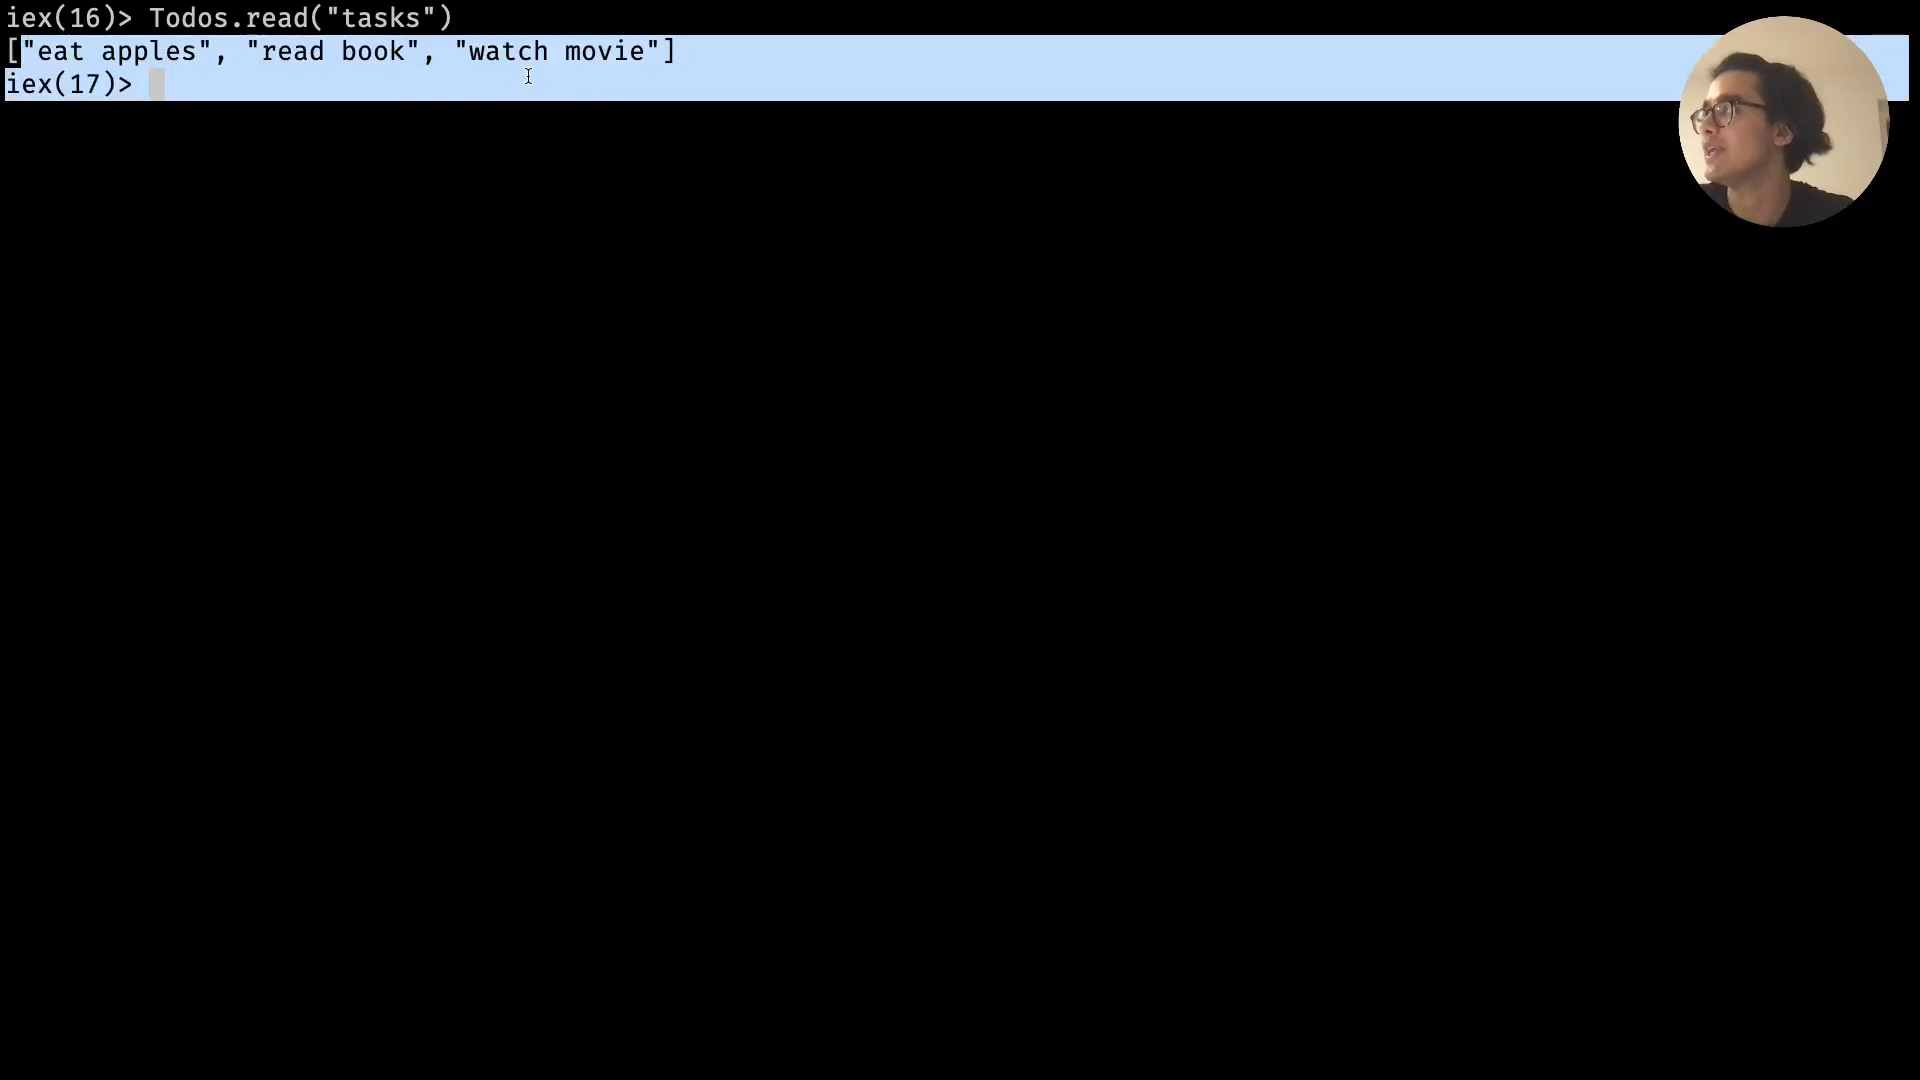 iex(16)> Todos.read("tasks")
["eat apples", "read book", "watch movie"]
iex(17)>